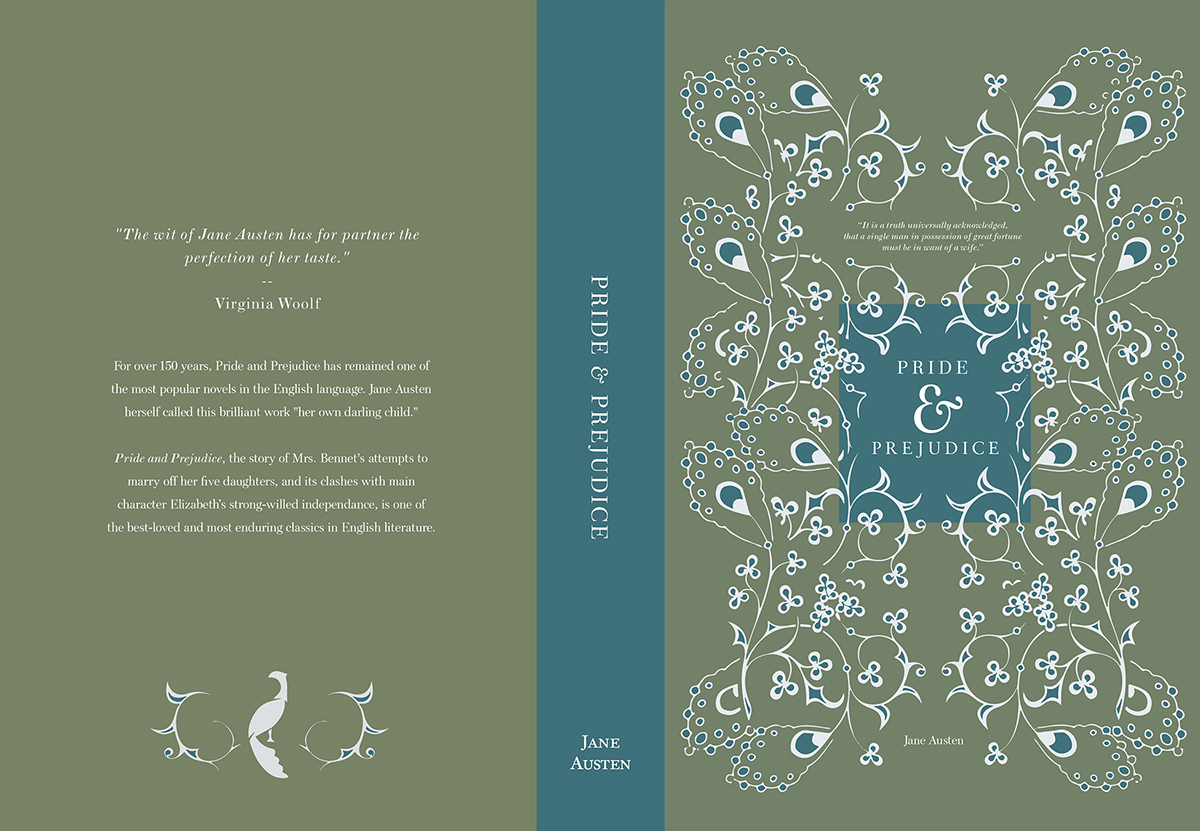 "The wit of Jane Austen has for partner the
perfection of her taste."
--
Virginia Woolf
For over 150 years, Pride and Prejudice has remained one of
the most popular novels in the English language. Jane Austen
herself called this brilliant work "her own darling child."
Pride and Prejudice, the story of Mrs. Bennet's attempts to
marry off her five daughters, and its clashes with main
character Elizabeth's strong-willed independance, is one of
the best-loved and most enduring classics in English literature.
PRIDE & PREJUDICE
JANE
AUSTEN
“It is a truth universally acknowledged,
that a single man in possession of great fortune
must be in want of a wife.”
PRIDE
&
PREJUDICE
Jane Austen